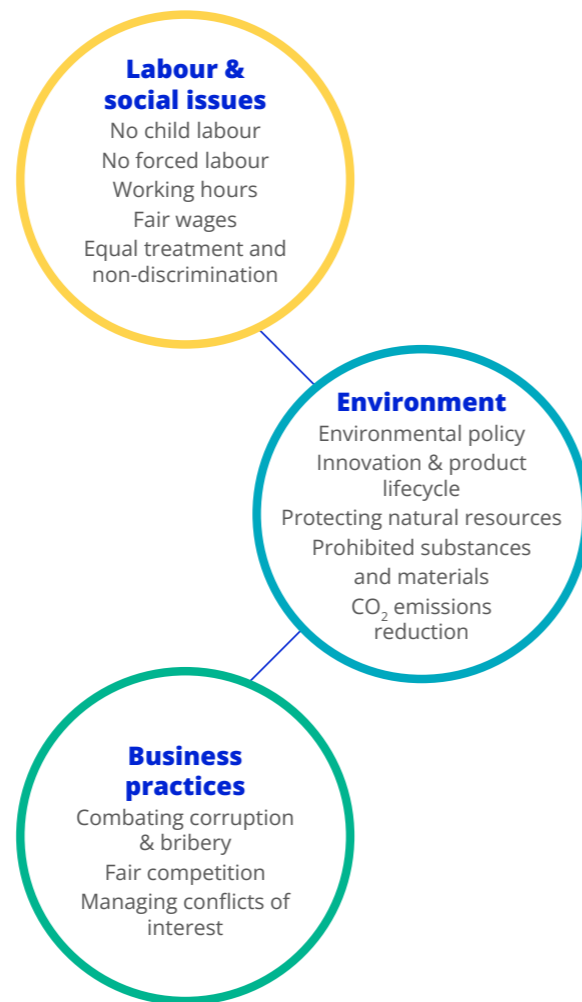 Labour &
social issues
No child labour
No forced labour
Working hours
Fair wages
Equal treatment and
non-discrimination
Environment
Environmental policy
Innovation & product
lifecycle
Protecting natural resources
Prohibited substances
and materials
CO₂ emissions
reduction
Business
practices
Combating corruption
& bribery
Fair competition
Managing conflicts of
interest